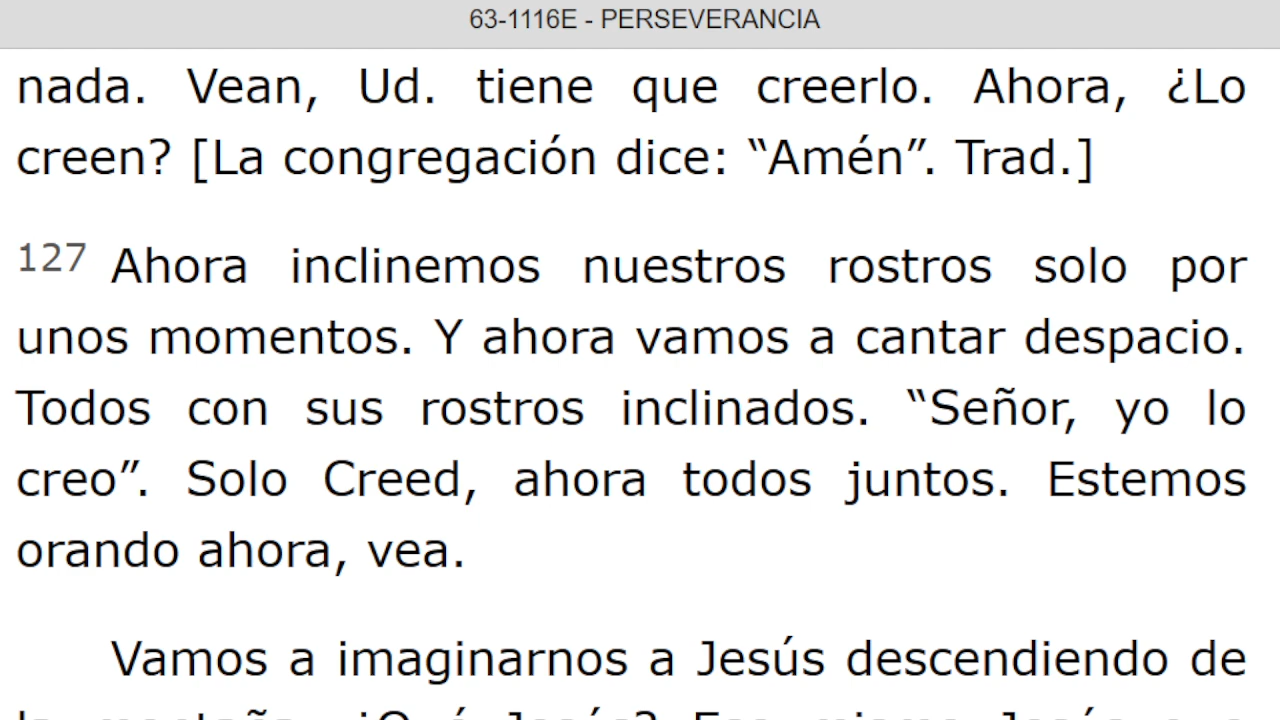 63-1116E - PERSEVERANCIA
nada. Vean, Ud. tiene que creerlo. Ahora, ¿Lo
creen? [La congregación dice: “Amén”. Trad.]
127 Ahora inclinemos nuestros rostros solo por
unos momentos. Y ahora vamos a cantar despacio.
Todos con sus rostros inclinados. “Señor, yo lo
creo”. Solo Creed, ahora todos juntos. Estemos
orando ahora, vea.
Vamos a imaginarnos a Jesús descendiendo de